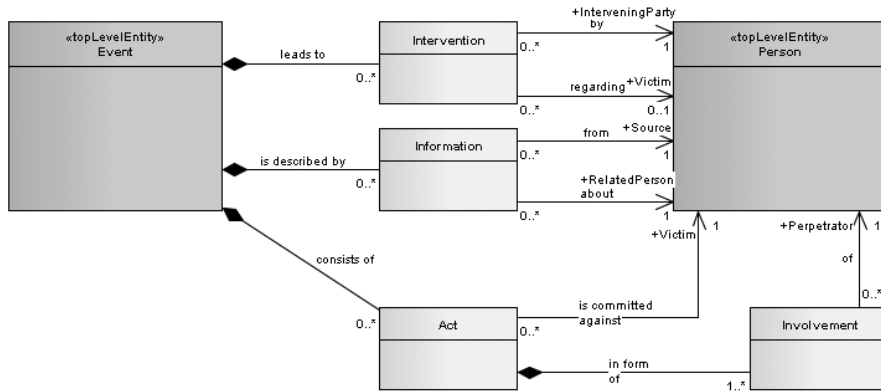 «topLevelEntity»
Event
leads to
0..*
Intervention
+InterveningParty
by
0..*
1
regarding
+Victim
0..*
0..1
«topLevelEntity»
Person
is described by
0..*
Information
from
+Source
0..*
1
+RelatedPerson
about
0..*
1
consists of
0..*
Act
+Victim
1
is committed
against
0..*
+Perpetrator
1
of
0..*
Involvement
in form
of
1..*